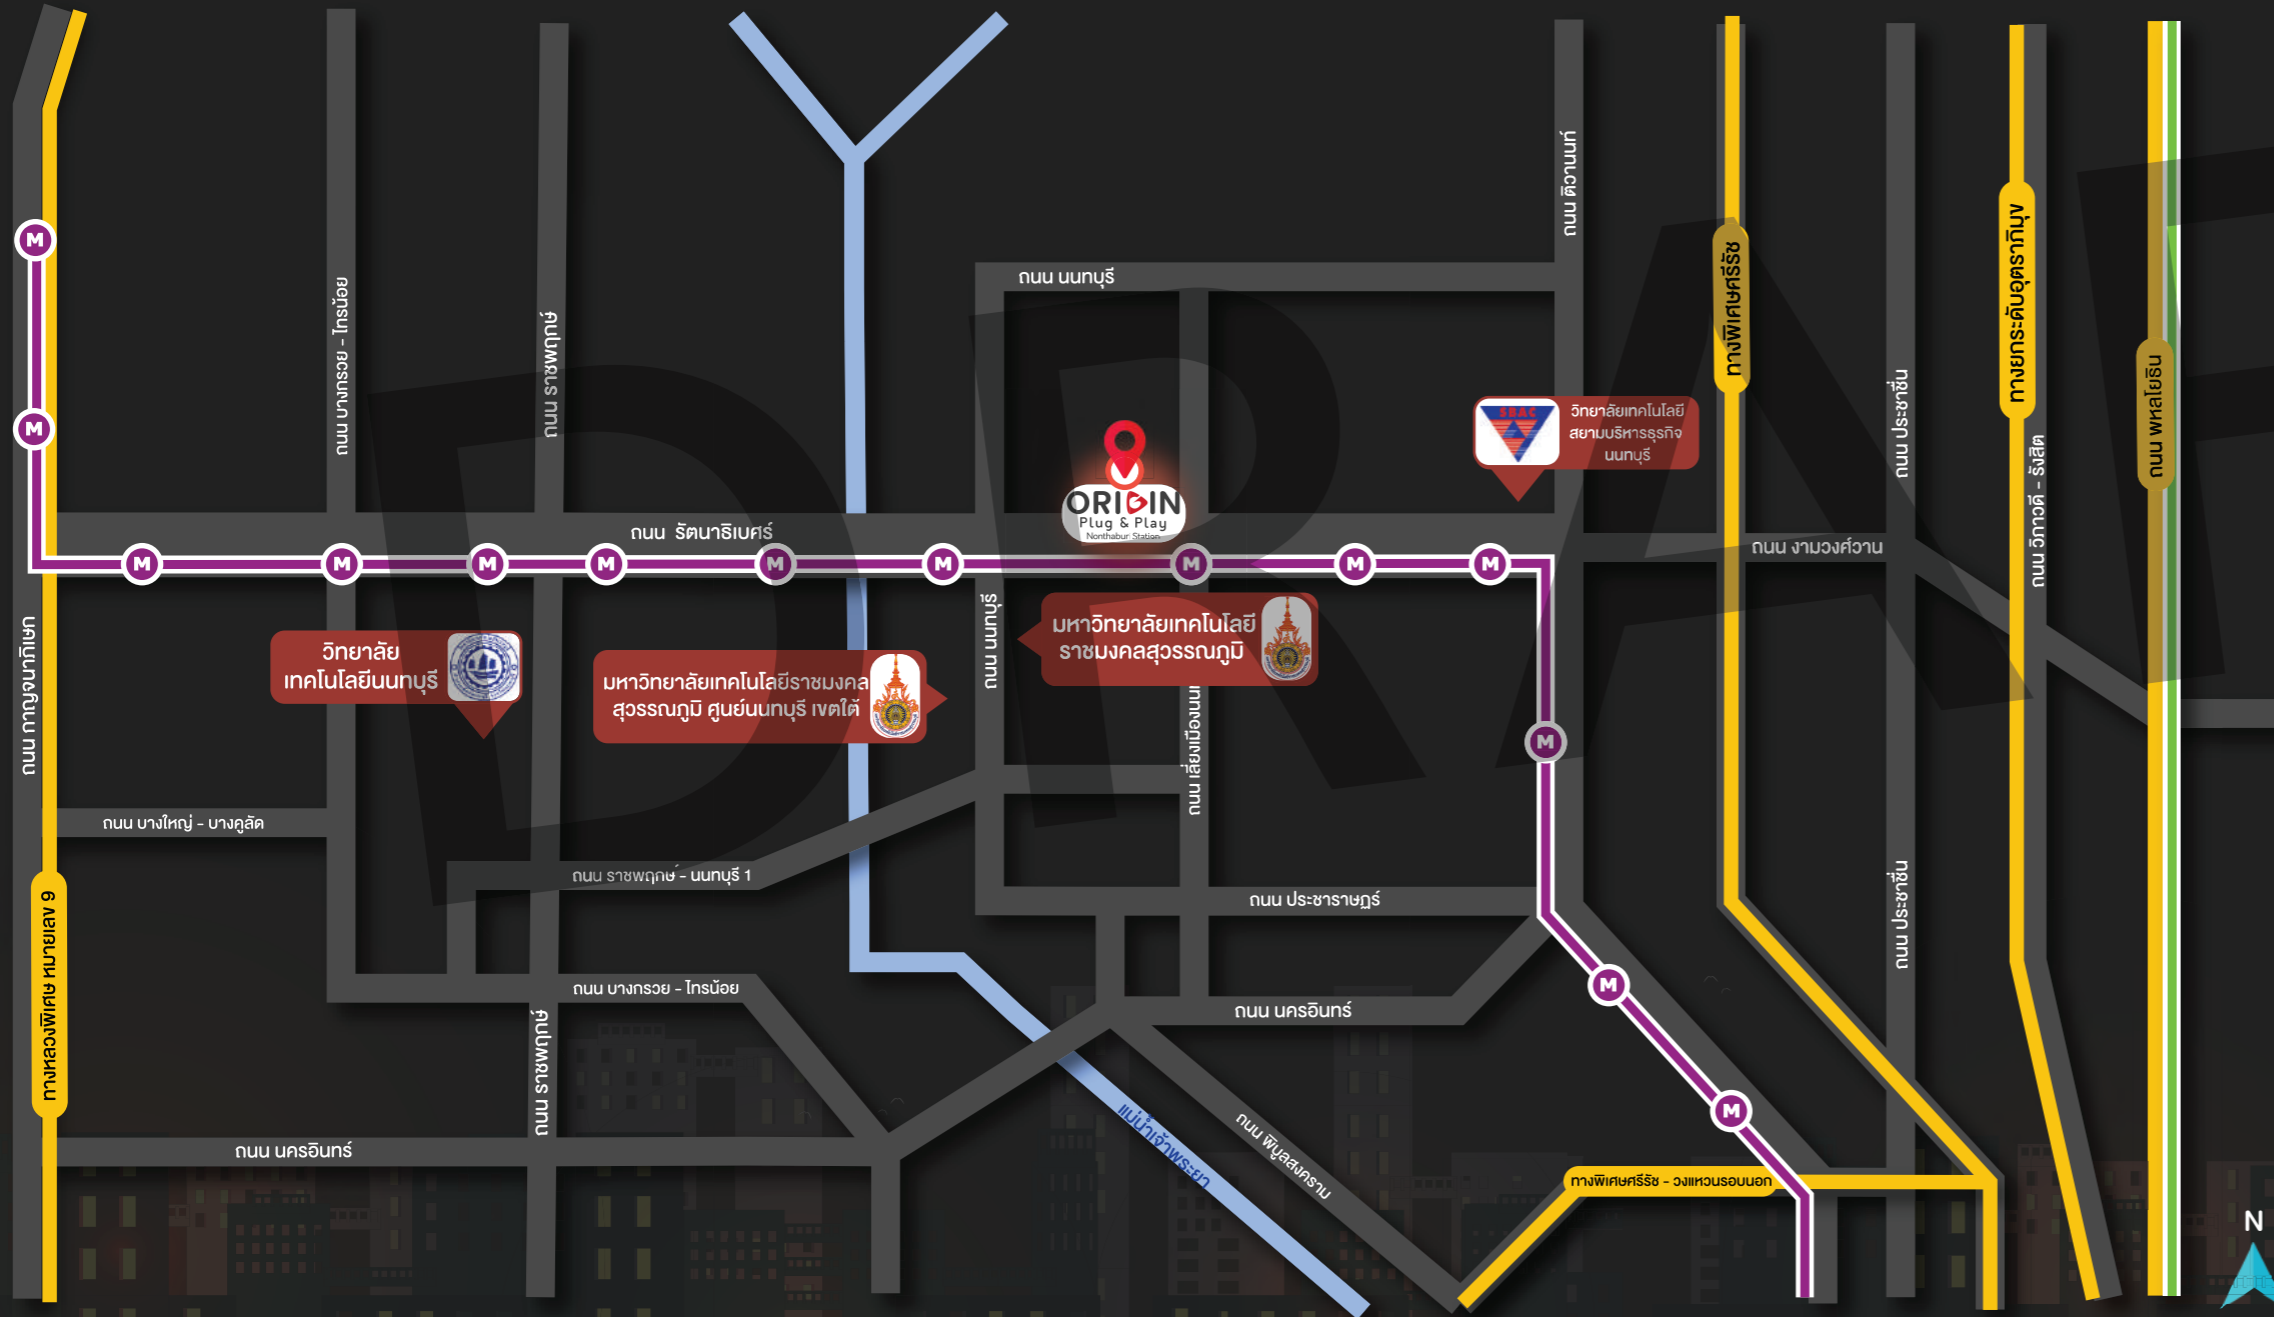 ถนน ติวานนท์
ทางพิเศษศรีรัช
ทางยกระดับอุตราภิมุข
ถนน พหลโยธิน
ถนน นนทบุรี
ถนน บางกรวย - ไทรน้อย
ถนน ราชพฤกษ์
ถนน ประชาชื่น
ถนน วิภาวดี - รังสิต
SBAC
วิทยาลัยเทคโนโลยี
สยามบริหารธุรกิจ
นนทบุรี
M
M
ORIGIN
Plug & Play
Nonthaburi Station
ถนน รัตนาธิเบศร์
ถนน งามวงศ์วาน
M
M
M
M
M
M
M
M
M
ถนน กาญจนาภิเษก
วิทยาลัย
เทคโนโลยีนนทบุรี
มหาวิทยาลัยเทคโนโลยีราชมงคล
สุวรรณภูมิ ศูนย์นนทบุรี เขตใต้
ถนน นนทบุรี
มหาวิทยาลัยเทคโนโลยี
ราชมงคลสุวรรณภูมิ
M
ถนน บางใหญ่ - บางคูลัด
ถนน ราชพฤกษ์ - นนทบุรี 1
ถนน ประชาราษฎร์
ทางหลวงพิเศษ หมายเลข 9
ถนน ประชาชื่น
ถนน บางกรวย - ไทรน้อย
M
ถนน นครอินทร์
ถนน ราชพฤกษ์
M
ถนน นครอินทร์
แม่น้ำเจ้าพระยา
ถนน พิบูลสงคราม
ทางพิเศษศรีรัช - วงแหวนรอบนอก
N